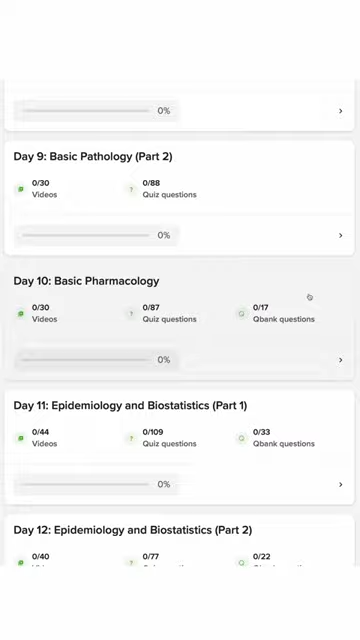 0%
Day 9: Basic Pathology (Part 2)
0/30
0/88
Videos
Quiz questions
0%
Day 10: Basic Pharmacology
0/30
0/87
0/17
Videos
Quiz questions
Qbank questions
0%
Day 11: Epidemiology and Biostatistics (Part 1)
0/44
0/109
0/33
Videos
Quiz questions
Qbank questions
0%
Day 12: Epidemiology and Biostatistics (Part 2)
0/40
0/77
0/22